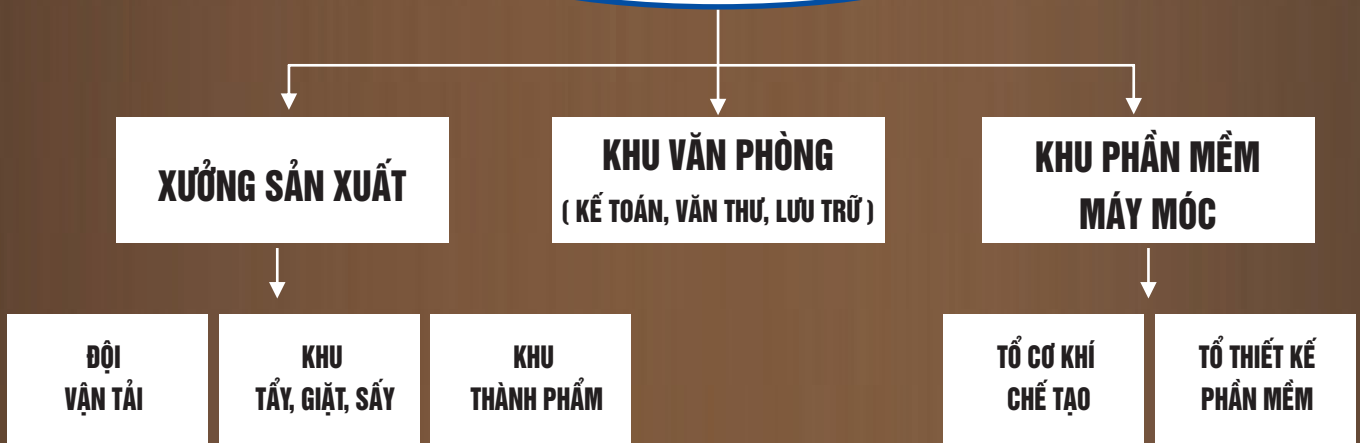 XƯỞNG SẢN XUẤT
KHU VĂN PHÒNG
( KẾ TOÁN, VĂN THƯ, LƯU TRỮ )
KHU PHẦN MỀM
MÁY MÓC
ĐỘI
VẬN TẢI
KHU
TẨY, GIẶT, SẤY
KHU
THÀNH PHẨM
TỔ CƠ KHÍ
CHẾ TẠO
TỔ THIẾT KẾ
PHẦN MỀM